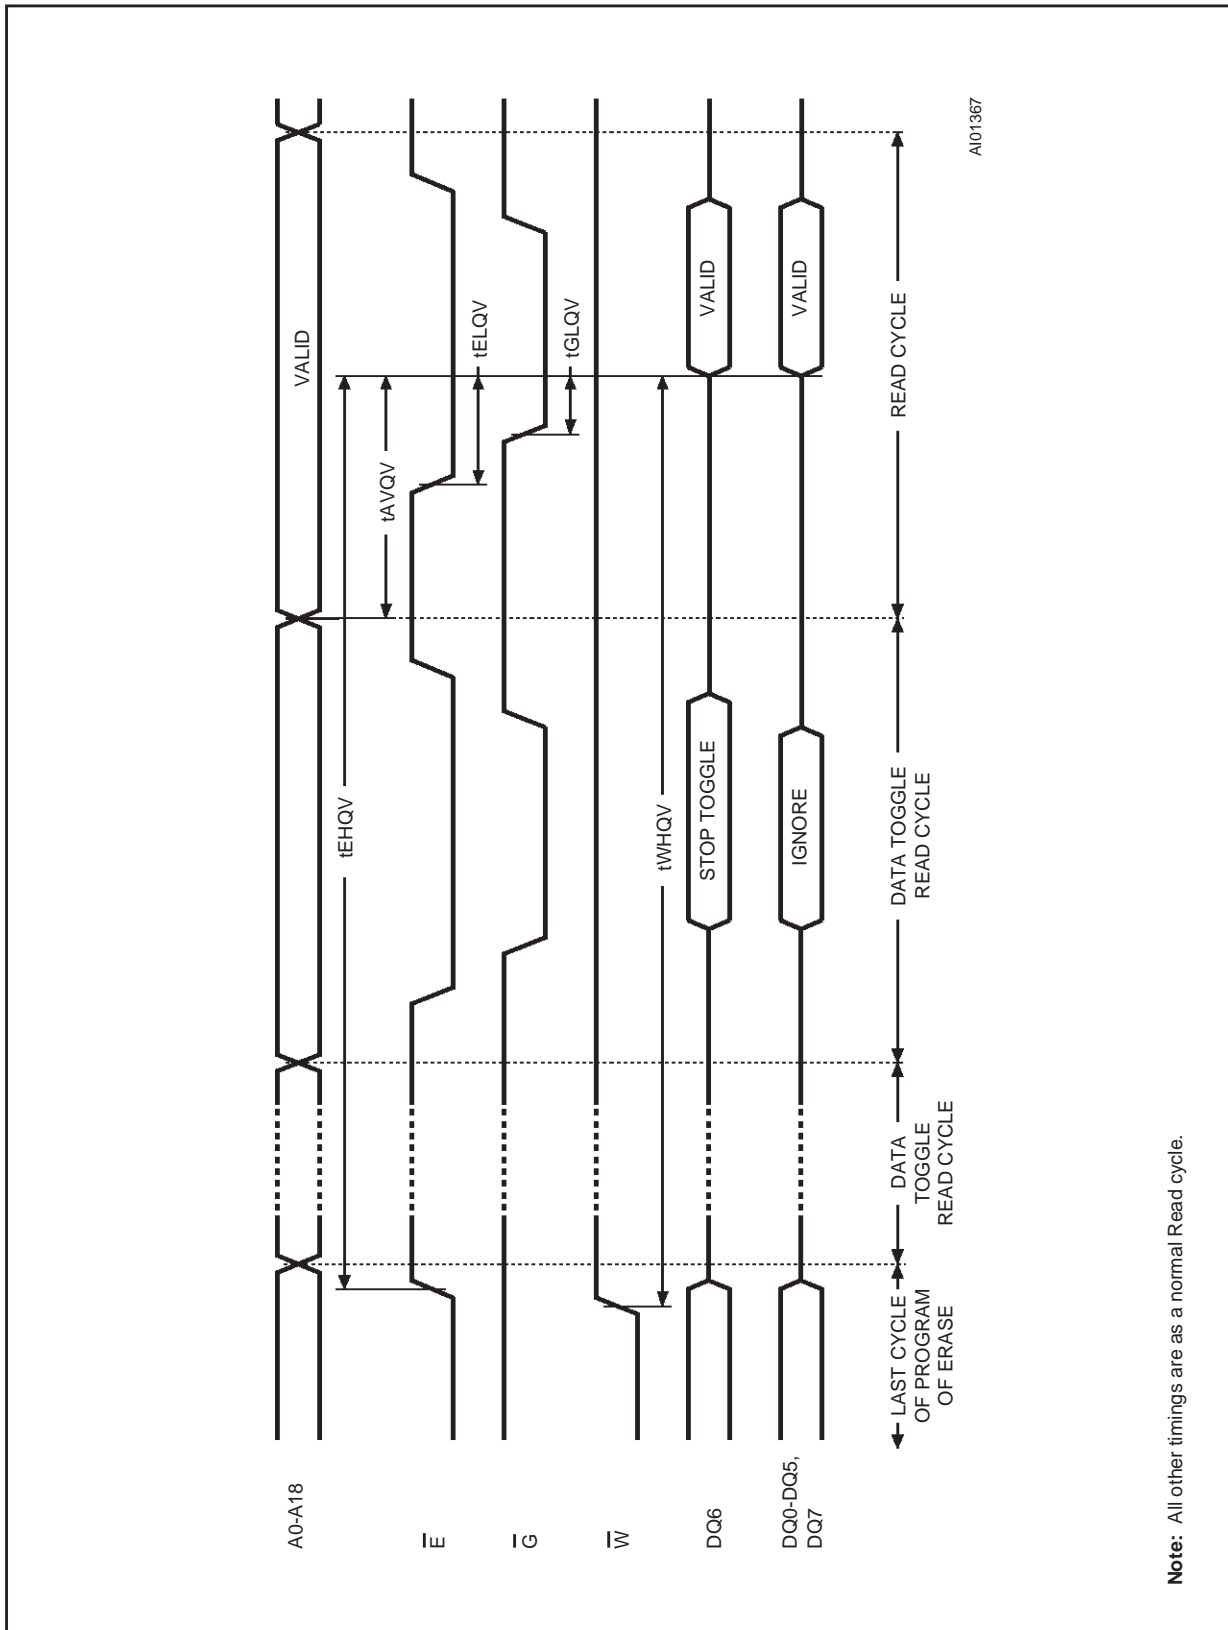 A0-A18
VALID
tEHQV
tAVQV
E
tELQV
G
tGLQV
W
tWHQV
DQ6
STOP TOGGLE
VALID
DQ0-DQ5,
DQ7
IGNORE
VALID
LAST CYCLE
OF PROGRAM
OF ERASE
DATA
TOGGLE
READ CYCLE
DATA TOGGLE
READ CYCLE
READ CYCLE
AI01367
Note: All other timings are as a normal Read cycle.